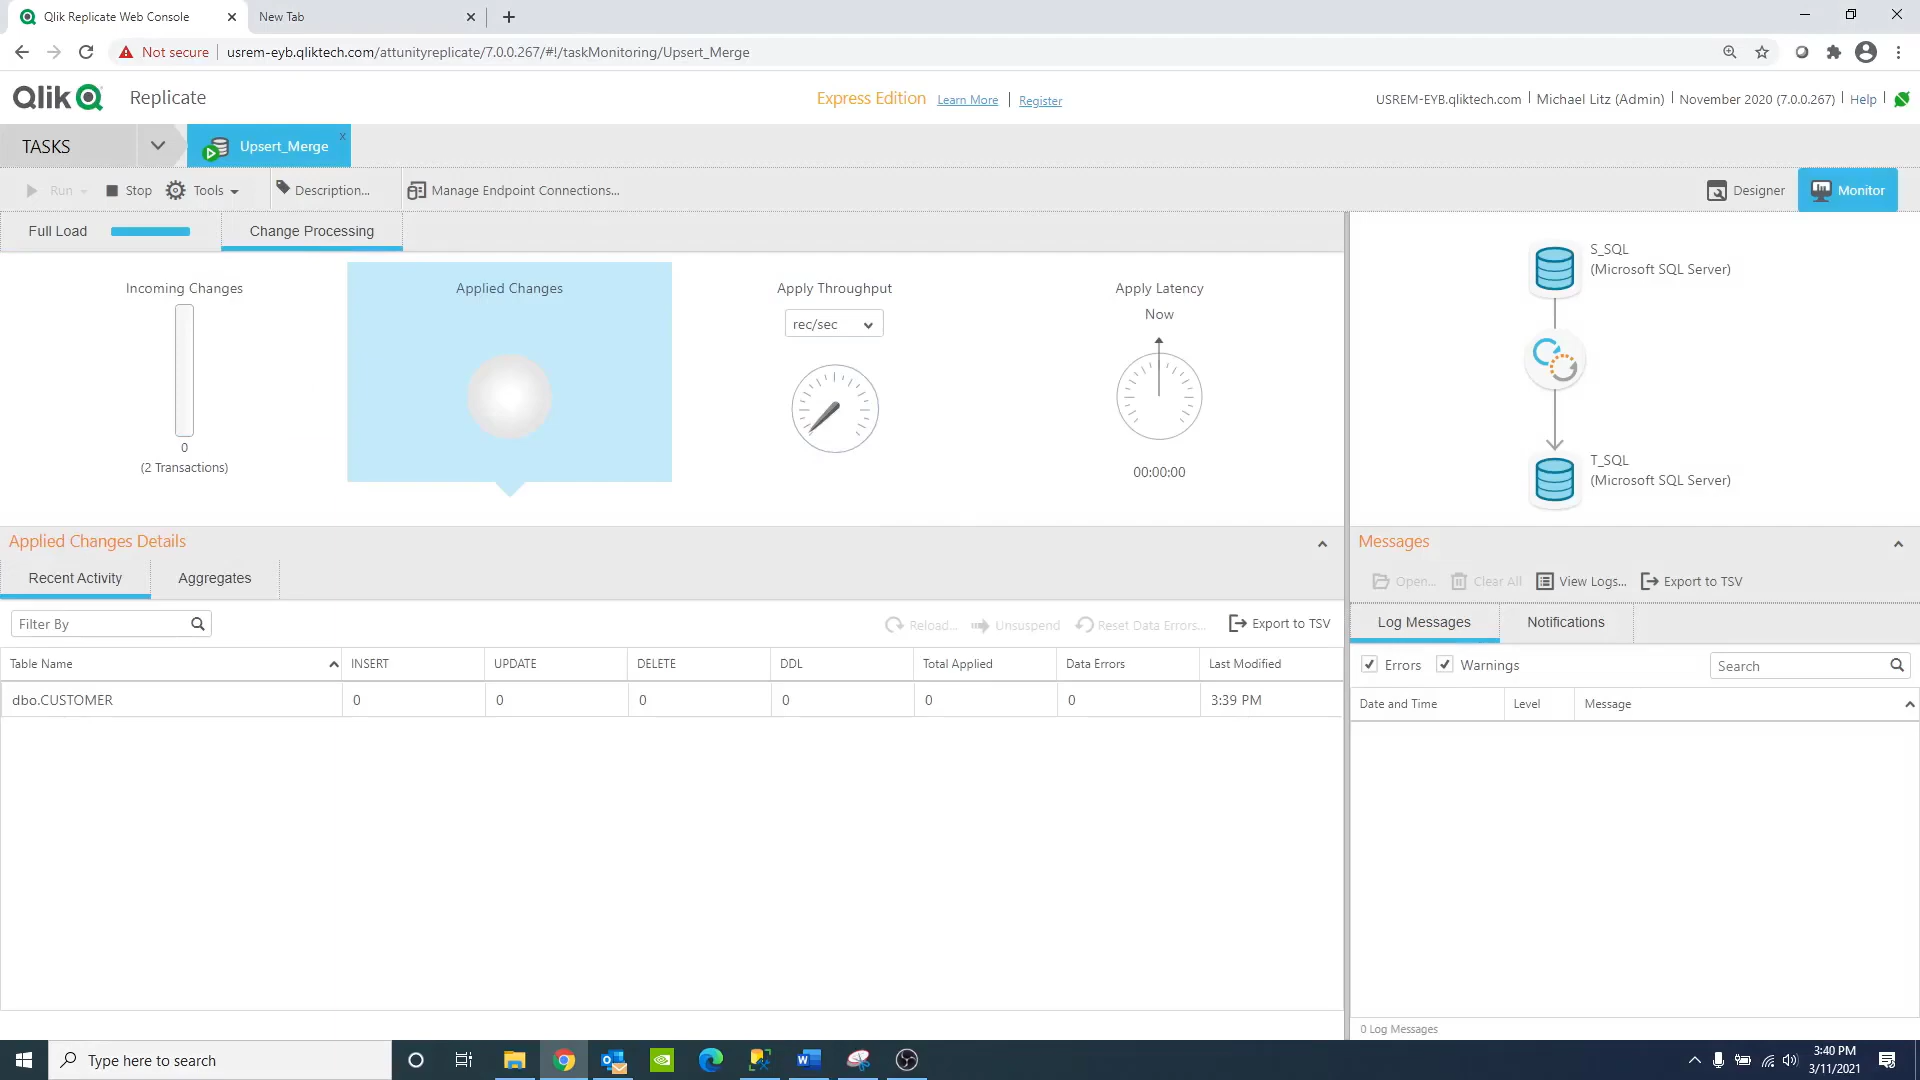 Qlik Replicate Web Console
New Tab
Not secure
usrem-eyb.qliktech.com/attunityreplicate/7.0.0.267/#!/taskMonitoring/Upsert_Merge
Qlik
Replicate
Express Edition Learn More | Register
USREM-EYB.qliktech.com | Michael Litz (Admin) | November 2020 (7.0.0.267) | Help
TASKS
Upsert_Merge
x
Run
Stop
Tools
Description...
Manage Endpoint Connections...
Designer
Monitor
Full Load
Change Processing
Incoming Changes
0
(2 Transactions)
Applied Changes
Apply Throughput
rec/sec
Apply Latency
Now
00:00:00
S_SQL
(Microsoft SQL Server)
T_SQL
(Microsoft SQL Server)
Applied Changes Details
Recent Activity
Aggregates
Filter By
Reload...
Unsuspend
Reset Data Errors...
Export to TSV
Table Name INSERT UPDATE DELETE DDL Total Applied Data Errors Last Modified
dbo.CUSTOMER 0 0 0 0 0 0 3:39 PM
Messages
Open...
Clear All
View Logs...
Export to TSV
Log Messages
Notifications
Errors
Warnings
Search
Date and Time Level Message
0 Log Messages
Type here to search
3:40 PM
3/11/2021